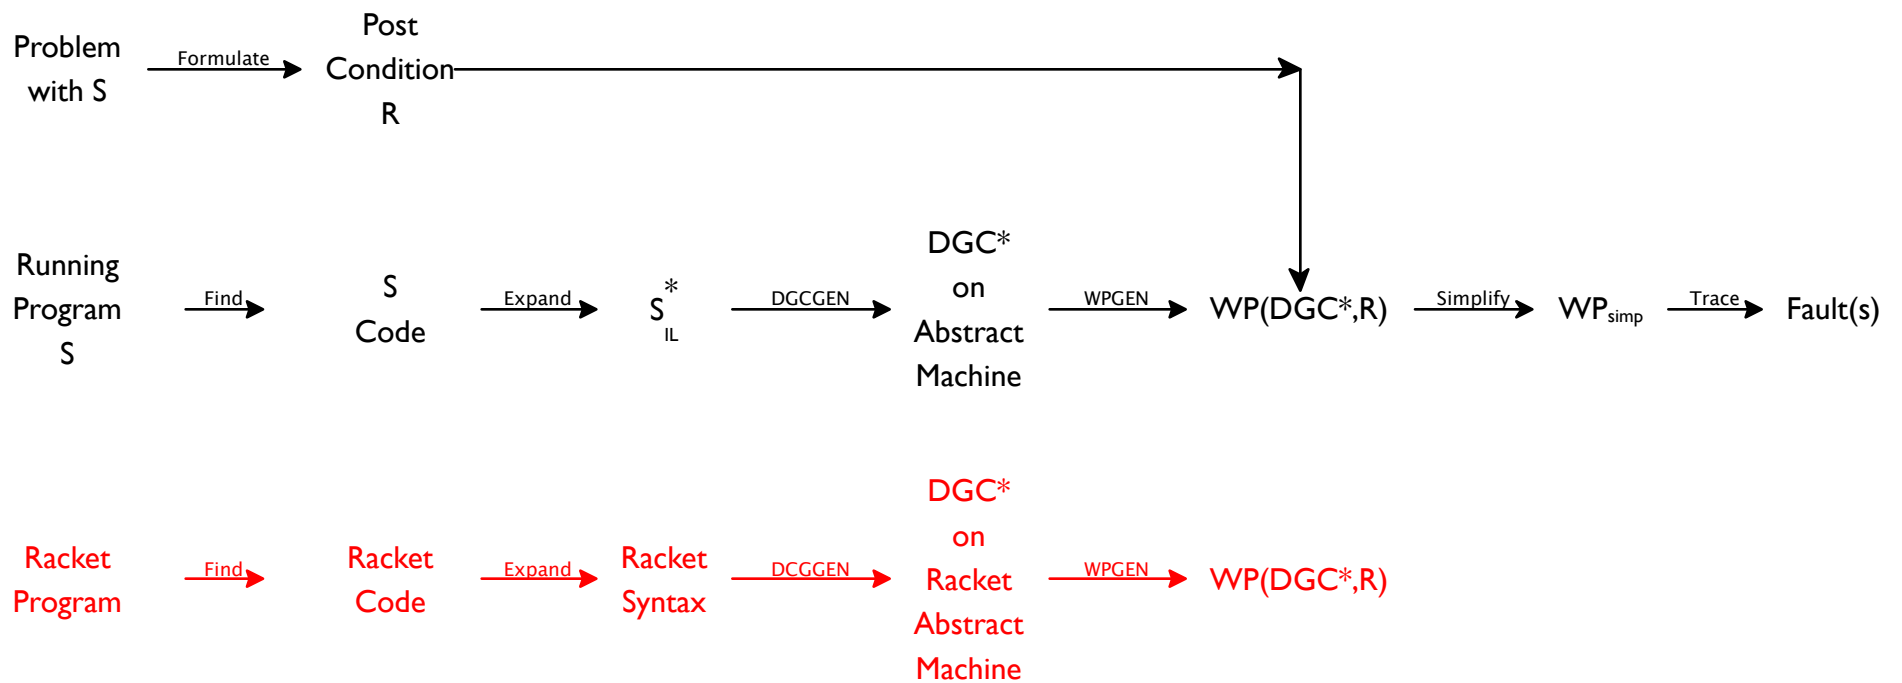 Problem
with S
Formulate
Post
Condition
R
Running
Program
S
Find
S
Code
Expand
S*IL
DGCGEN
DGC*
on
Abstract
Machine
WPGEN
WP(DGC*,R)
Simplify
WPsimp
Trace
Fault(s)
Racket
Program
Find
Racket
Code
Expand
Racket
Syntax
DCGGEN
DGC*
on
Racket
Abstract
Machine
WPGEN
WP(DGC*,R)